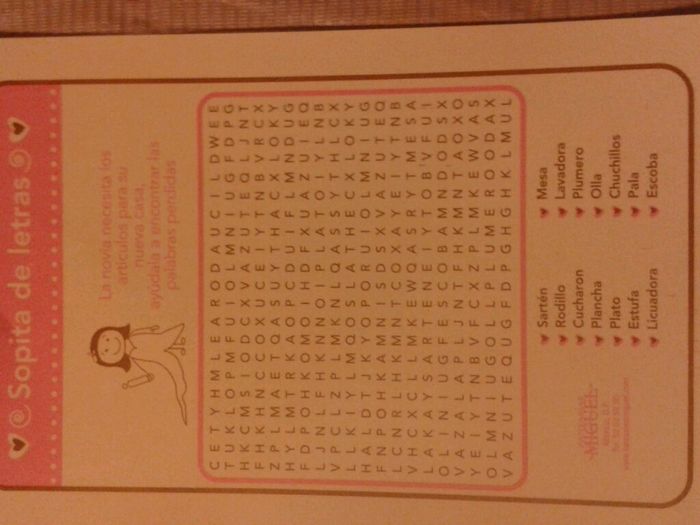 Sopita de letras
La novia necesita los
artículos para su
nueva casa,
ayúdala a encontrar las
palabras perdidas
C E T Y H M L E A R O D A U C I L D W E E
T U K L O P M F U I O L M N I U G F D P G
H K C M S I O D C X V A Z U T E Q L J N T
F H K H N C C O X U C E I Y T N B V R C X
Z P L M A E T Q A S U Y T H A C X L O K Y
H Y L M T R K A O P C D U I F L M N D U G
F D P O H K O M O I H D F X U A Z U I E Q
L J N L F H K N N O I P L A T O I Y L N B
V P C L Z P L M K N L Q A S S Y T H L C X
L L K I Y L M Q O S L A T H E C X L O K Y
H A L D T J K Y O P O R U I O L M N I U G
F N P O H K A M N I S D S X V A Z U T E Q
L C N R L H K M N T C O X A Y E I Y T N B
V H C X C L L M K E W Q A S R Y T M E S A
L A K A Y S A R T E N E I Y T O B V F U I
O L I N I U G F E S C O B A M N D O D S X
V A Z A L A P L J N T F H K M N T A O X O
Y E I Y T N B V F C X Z P L M K E W V A S
O L M N I U G O L L P L U M E R O O D A X
V A Z U T E Q U G F D P G H G H K L M U L
Sartén
Rodillo
Cucharon
Plancha
Plato
Estufa
Licuadora
Mesa
Lavadora
Plumero
Olla
Chuchillos
Pala
Escoba
MIGUEL